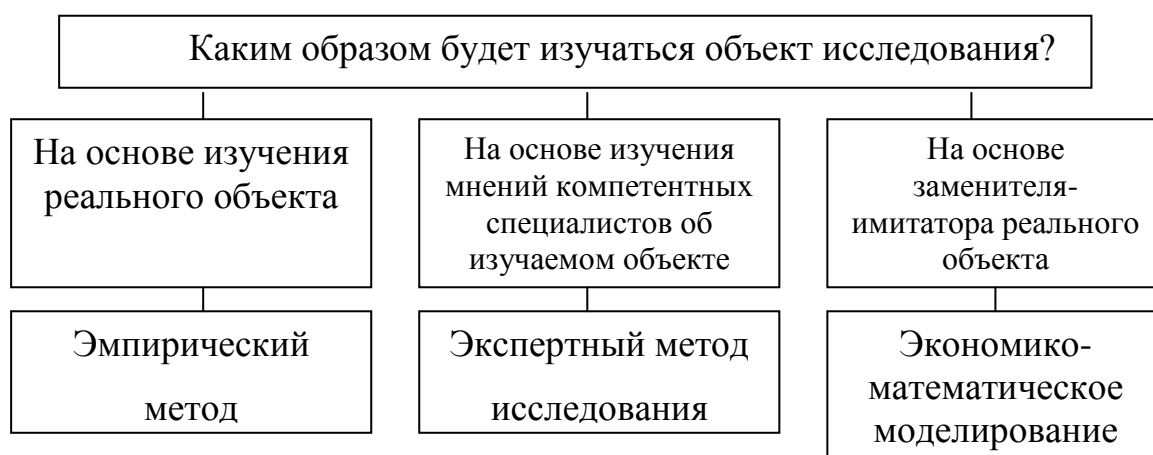 Каким образом будет изучаться объект исследования?
На основе изучения
реального объекта
На основе изучения
мнений компетентных
специалистов об
изучаемом объекте
На основе
заменителя-
имитатора реального
объекта
Эмпирический
метод
Экспертный метод
исследования
Экономико-
математическое
моделирование